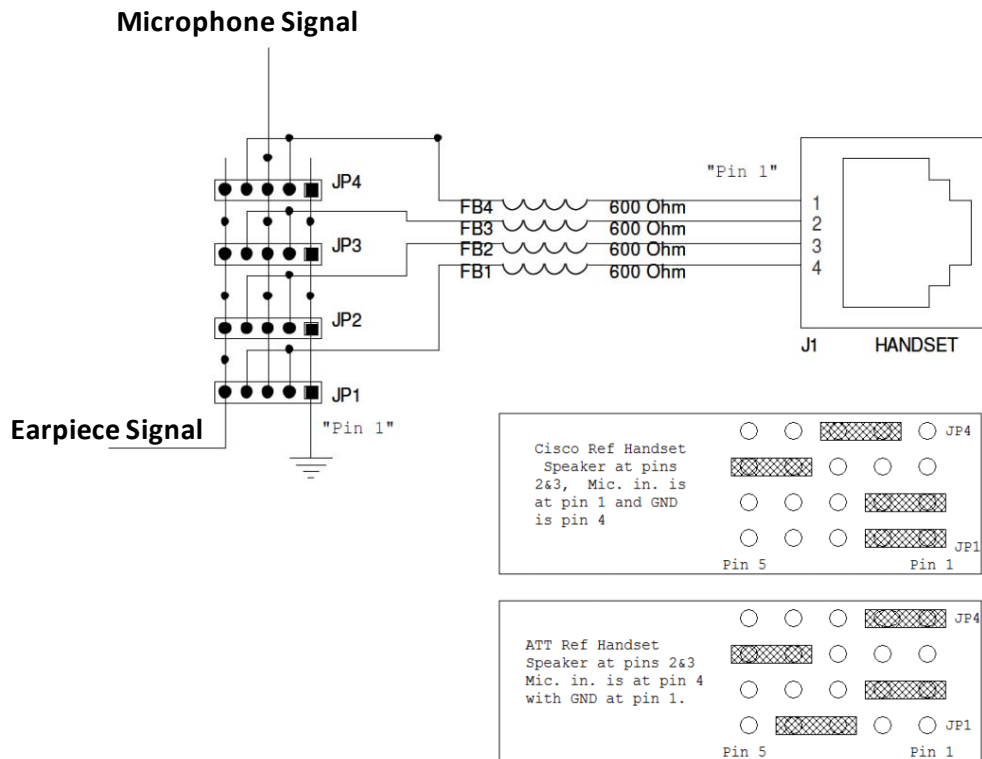 Microphone Signal
JP4
"Pin 1"
FB4 600 Ohm 1
FB3 600 Ohm 2
JP3
FB2 600 Ohm 3
FB1 600 Ohm 4
JP2
J1 HANDSET
JP1
"Pin 1"
Earpiece Signal
Cisco Ref Handset
Speaker at pins
2&3, Mic. in. is
at pin 1 and GND
is pin 4
JP4
JP1
Pin 5 Pin 1
ATT Ref Handset
Speaker at pins 2&3
Mic. in. is at pin 4
with GND at pin 1.
JP4
JP1
Pin 5 Pin 1